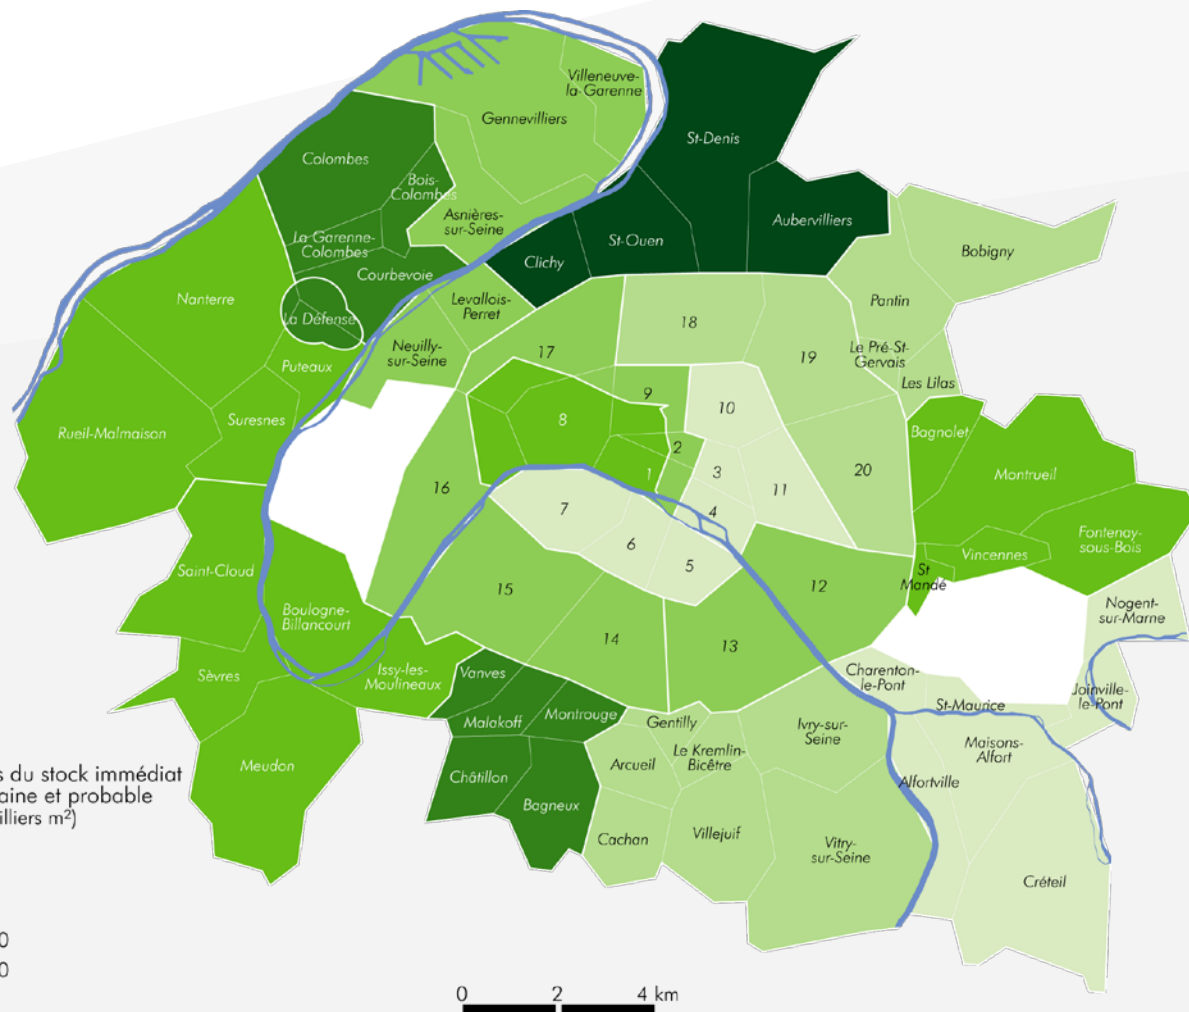 Villeneuve-
la-Garenne
Gennevilliers
St-Denis
Colombes
Bois-
Colombes
Asnières-
sur-Seine
Aubervilliers
La Garenne-
Colombes
St-Ouen
Bobigny
Clichy
Courbevoie
Nanterre
Levallois-
Perret
Pantin
La Défense
18
Neuilly-
sur-Seine
17
19
Le Pré-St-
Gervais
Puteaux
Les Lilas
9
10
Suresnes
8
Rueil-Malmaison
Bagnolet
2
1
3
11
20
Montrueil
16
7
4
Fontenay-
sous-Bois
6
5
Vincennes
Saint-Cloud
St
Mandé
15
12
Boulogne-
Billancourt
Nogent-
sur-Marne
14
13
Sèvres
Issy-les-
Moulineaux
Vanves
Charenton-
le-Pont
Joinville-
le-Pont
St-Maurice
Malakoff
Montrouge
Gentilly
Ivry-sur-
Seine
Le Kremlin-
Bicêtre
Maisons-
Alfort
Meudon
Arcueil
Châtillon
Alfortville
Bagneux
s du stock immédiat
aine et probable
illiers m²)
Cachan
Villejuif
Vitry-
sur-Seine
Créteil
0
0
0 2 4 km